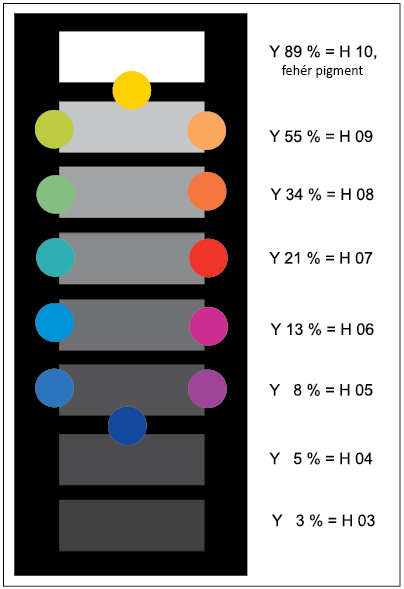 Y 89 % = H 10,
fehér pigment
Y 55 % = H 09
Y 34 % = H 08
Y 21 % = H 07
Y 13 % = H 06
Y 8 % = H 05
Y 5 % = H 04
Y 3 % = H 03